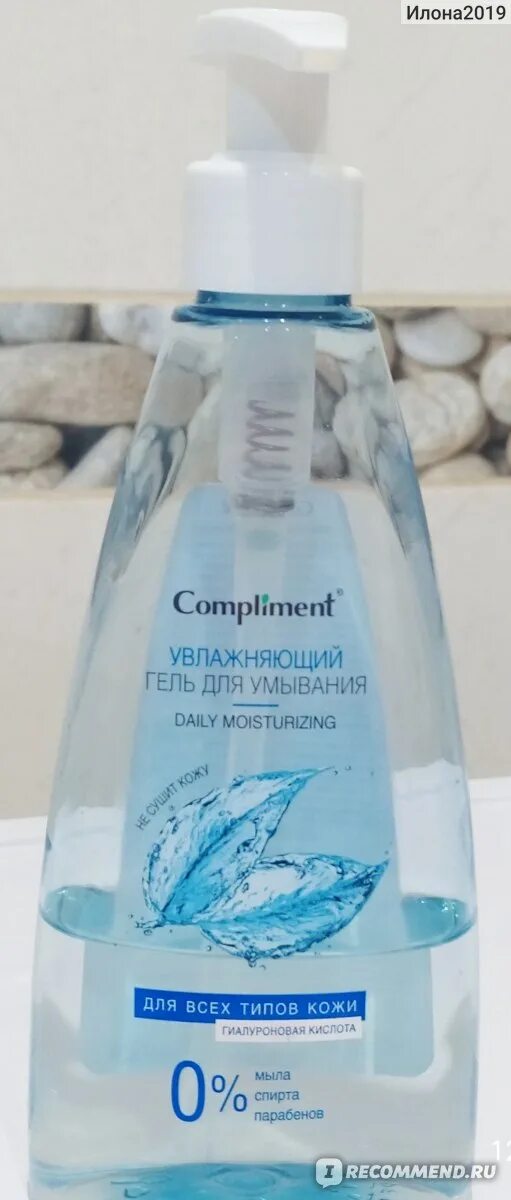 Илона2019
Compliment®
УВЛАЖНЯЮЩИЙ
ГЕЛЬ ДЛЯ УМЫВАНИЯ
DAILY MOISTURIZING
НЕ СУШИТ КОЖУ
ДЛЯ ВСЕХ ТИПОВ КОЖИ
ГИАЛУРОНОВАЯ КИСЛОТА
0% мыла
спирта
парабенов
IRECOMMEND.RU